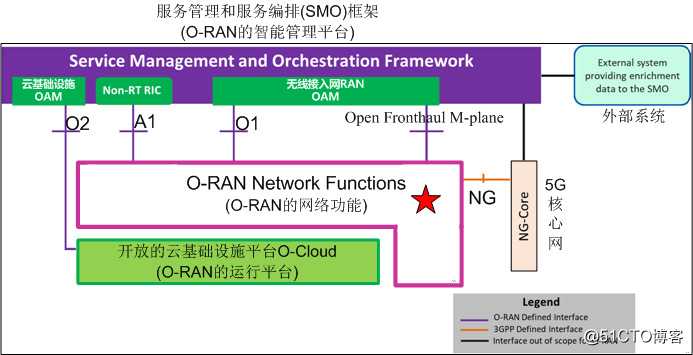 服务管理和服务编排(SMO)框架
(O-RAN的智能管理平台)
Service Management and Orchestration Framework
云基础设施
OAM
Non-RT RIC
无线接入网RAN
OAM
External system
providing enrichment
data to the SMO
外部系统
O2
A1
O1
Open Fronthaul M-plane
O-RAN Network Functions
(O-RAN的网络功能)
NG
NG-Core
5G
核
心
网
开放的云基础设施平台O-Cloud
(O-RAN的运行平台)
Legend
O-RAN Defined Interface
3GPP Defined Interface
Interface out of scope
@51CTO博客